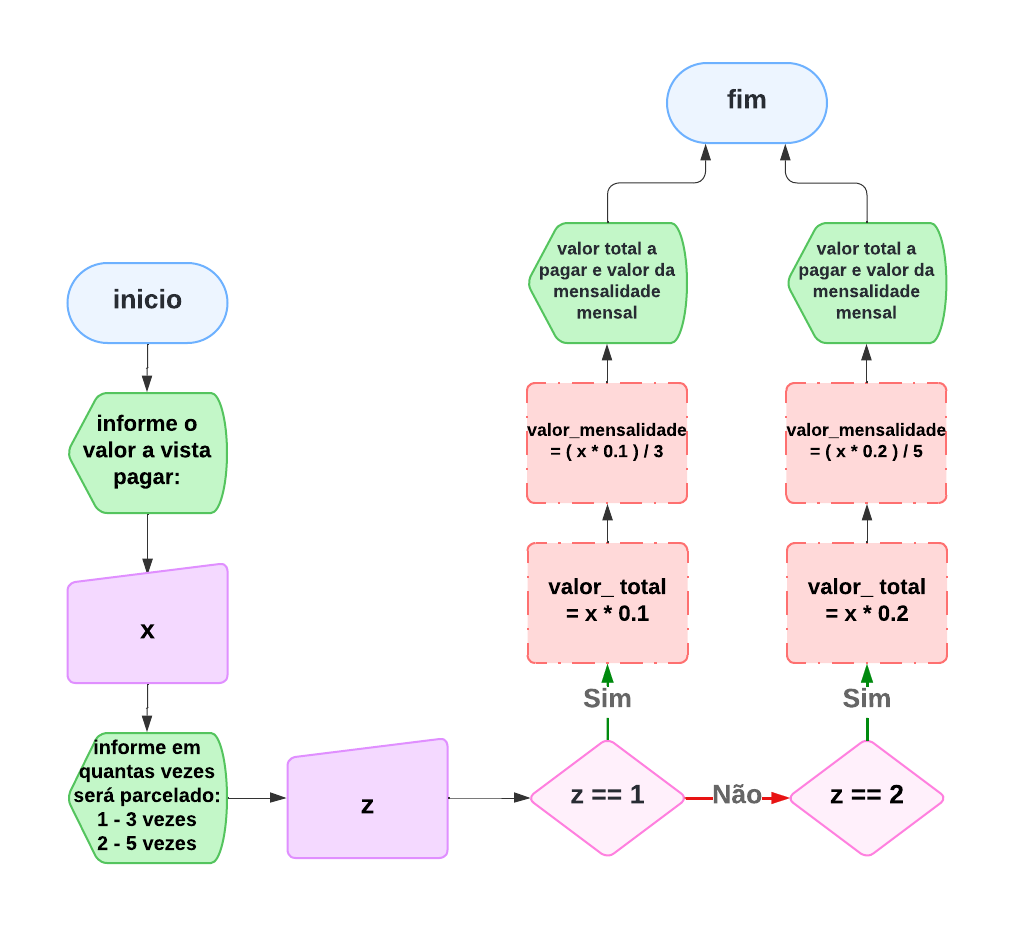 inicio
informe o
valor a vista
pagar:
x
informe em
quantas vezes
será parcelado:
1 - 3 vezes
2 - 5 vezes
z
z == 1
Sim
valor_ total
= x * 0.1
valor_mensalidade
= ( x * 0.1 ) / 3
valor total a
pagar e valor da
mensalidade
mensal
Não
z == 2
Sim
valor_ total
= x * 0.2
valor_mensalidade
= ( x * 0.2 ) / 5
valor total a
pagar e valor da
mensalidade
mensal
fim